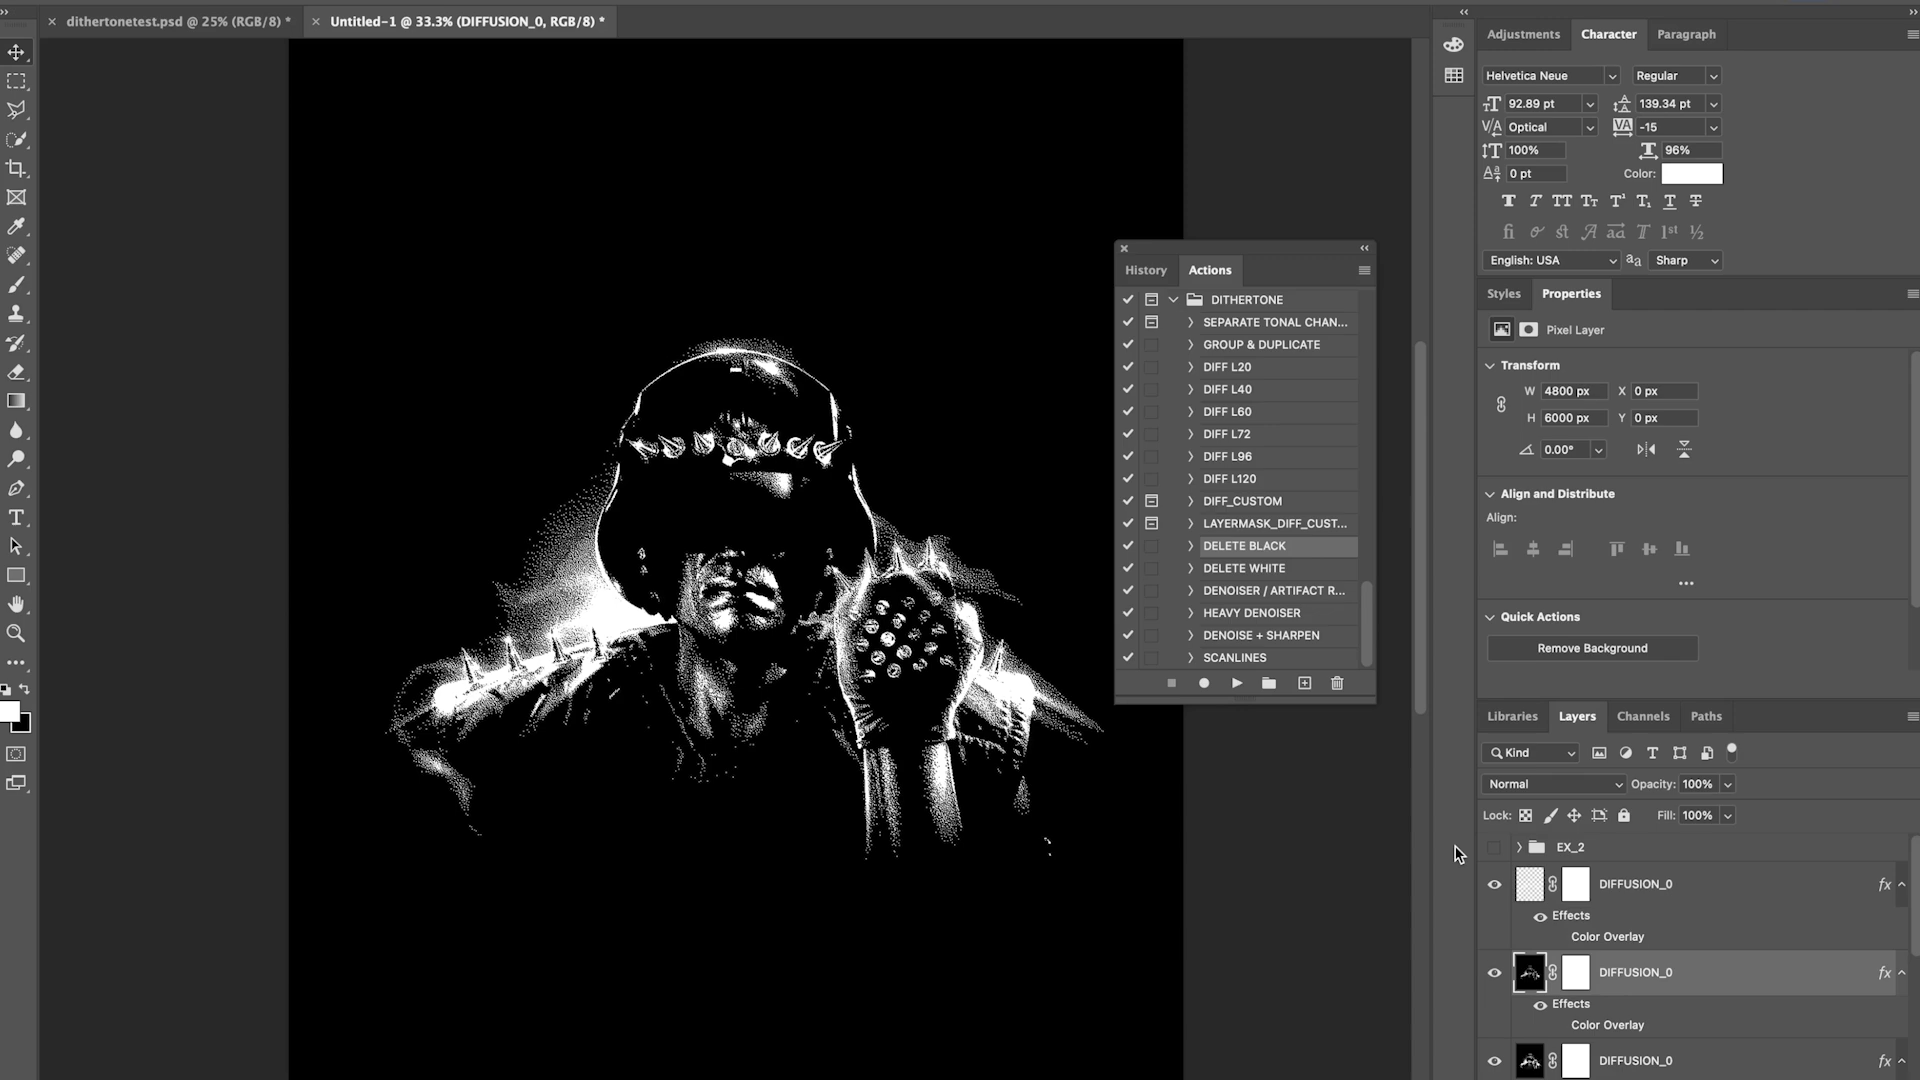 dithertonetest.psd @ 25% (RGB/8) *
Untitled-1 @ 33.3% (DIFFUSION_0, RGB/8) *
History
Actions
DITHERTONE
SEPARATE TONAL CHAN...
GROUP & DUPLICATE
DIFF L20
DIFF L40
DIFF L60
DIFF L72
DIFF L96
DIFF L120
DIFF_CUSTOM
LAYERMASK_DIFF_CUST...
DELETE BLACK
DELETE WHITE
DENOISER / ARTIFACT R...
HEAVY DENOISER
DENOISE + SHARPEN
SCANLINES
Adjustments
Character
Paragraph
Helvetica Neue
Regular
92.89 pt
139.34 pt
Optical
-15
100%
96%
0 pt
Color:
English: USA
Sharp
Styles
Properties
Pixel Layer
Transform
W 4800 px X 0 px
H 6000 px Y 0 px
0.00°
Align and Distribute
Align:
Quick Actions
Remove Background
Libraries
Layers
Channels
Paths
Kind
Normal
Opacity: 100%
Lock:
Fill: 100%
EX_2
DIFFUSION_0
fx
Effects
Color Overlay
DIFFUSION_0
fx
Effects
Color Overlay
DIFFUSION_0
fx